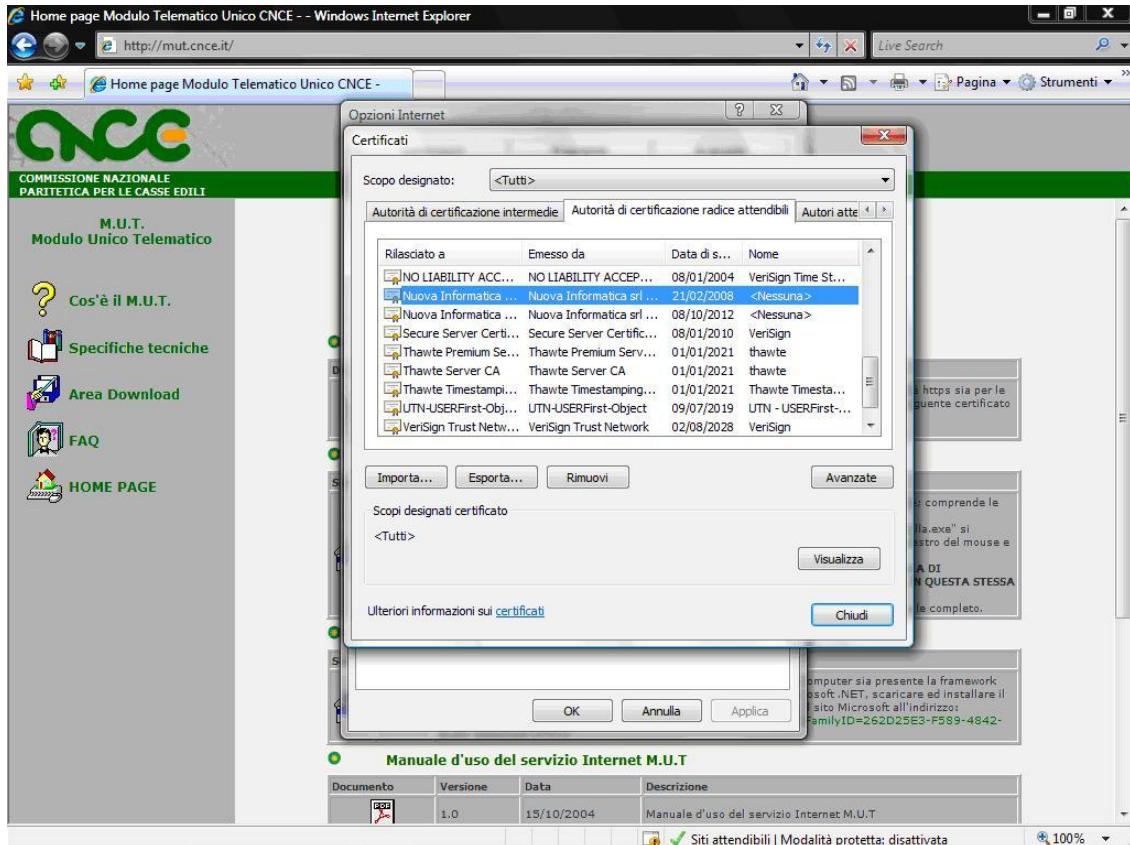 Home page Modulo Telematico Unico CNCE - - Windows Internet Explorer
http://mut.cnce.it/
Live Search
Home page Modulo Telematico Unico CNCE -
Pagina
Strumenti
CNCE
COMMISSIONE NAZIONALE
PARITETICA PER LE CASSE EDILI
M.U.T.
Modulo Unico Telematico
Cos'è il M.U.T.
Specifiche tecniche
Area Download
FAQ
HOME PAGE
Opzioni Internet
Certificati
Scopo designato: <Tutti>
Autorità di certificazione intermedie Autorità di certificazione radice attendibili Autori atte
Rilasciato a Emesso da Data di s... Nome
NO LIABILITY ACC... NO LIABILITY ACCEP... 08/01/2004 VeriSign Time St...
Nuova Informatica ... Nuova Informatica srl ... 21/02/2008 <Nessuna>
Nuova Informatica ... Nuova Informatica srl ... 08/10/2012 <Nessuna>
Secure Server Certi... Secure Server Certific... 08/01/2010 VeriSign
Thawte Premium Se... Thawte Premium Serv... 01/01/2021 thawte
Thawte Server CA Thawte Server CA 01/01/2021 thawte
Thawte Timestampi... Thawte Timestamping... 01/01/2021 Thawte Timesta...
UTN-USERFirst-Obj... UTN-USERFirst-Object 09/07/2019 UTN - USERFirst-...
VeriSign Trust Netw... VeriSign Trust Network 02/08/2028 VeriSign
Importa... Esporta... Rimuovi Avanzate
Scopi designati certificato
<Tutti>
Visualizza
Ulteriori informazioni sui certificati
Chiudi
OK Annulla Applica
https sia per le
guente certificato
comprende le
lla.exe" si
stro del mouse e
A DI
N QUESTA STESSA
le completo.
omputer sia presente la framework
osoft .NET, scaricare ed installare il
sito Microsoft all'indirizzo:
FamilyID=262D25E3-F589-4842-
Manuale d'uso del servizio Internet M.U.T
Documento Versione Data Descrizione
1.0 15/10/2004 Manuale d'uso del servizio Internet M.U.T
Siti attendibili | Modalità protetta: disattivata
100%